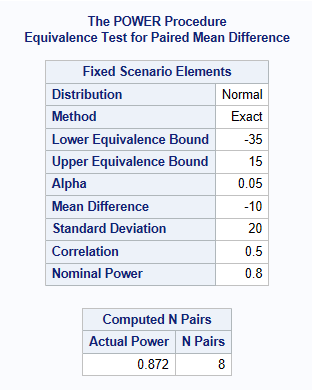 The POWER Procedure
Equivalence Test for Paired Mean Difference
Fixed Scenario Elements
Distribution Normal
Method Exact
Lower Equivalence Bound -35
Upper Equivalence Bound 15
Alpha 0.05
Mean Difference -10
Standard Deviation 20
Correlation 0.5
Nominal Power 0.8
Computed N Pairs
Actual Power N Pairs
0.872 8